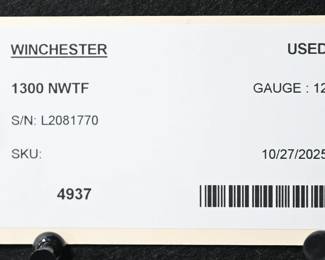 WINCHESTER USED
1300 NWTF GAUGE : 12
S/N: L2081770
SKU: 10/27/2025
4937